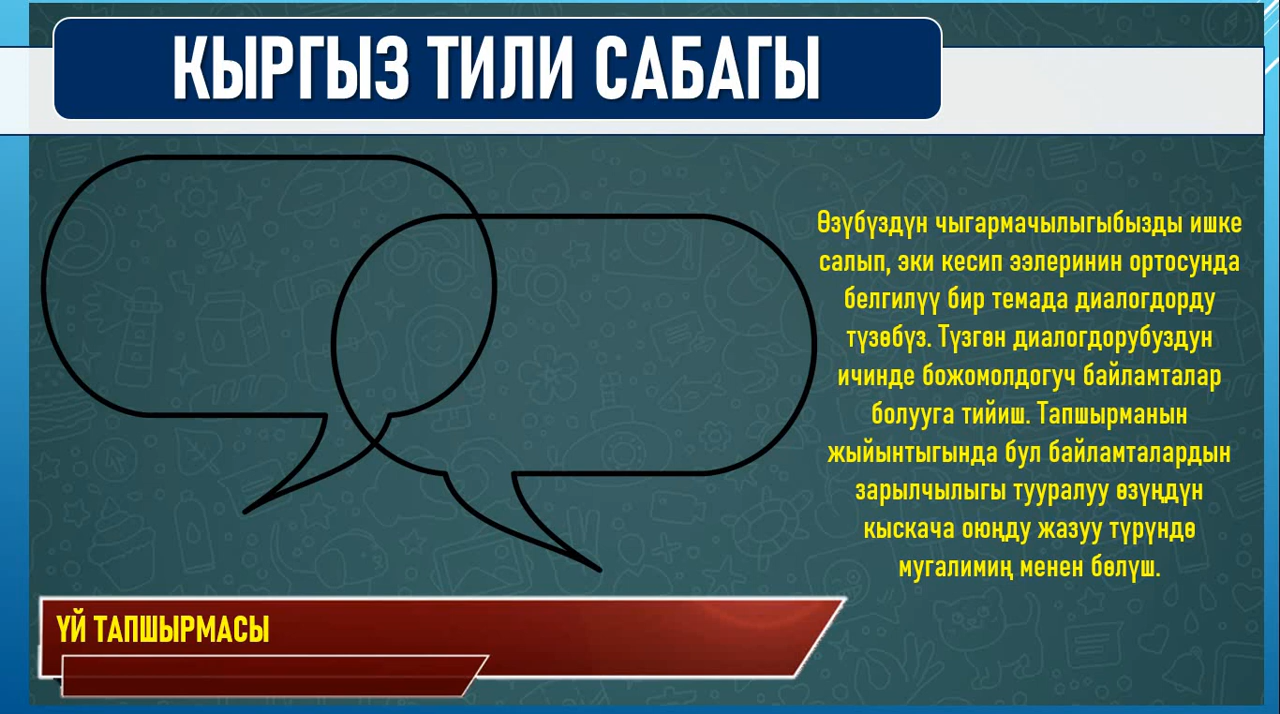 КЫРГЫЗ ТИЛИ САБАГЫ
Өзүбүздүн чыгармачылыгыбызды ишке
салып, эки кесип ээлеринин ортосунда
белгилүү бир темада диалогдорду
түзөбүз. Түзгөн диалогдорубуздун
ичинде божомолдогуч байламталар
болууга тийиш. Тапшырманын
жыйынтыгында бул байламталардын
зарылчылыгы тууралуу өзүңдүн
кыскача оюңду жазуу түрүндө
мугалимиң менен бөлүш.
ҮЙ ТАПШЫРМАСЫ